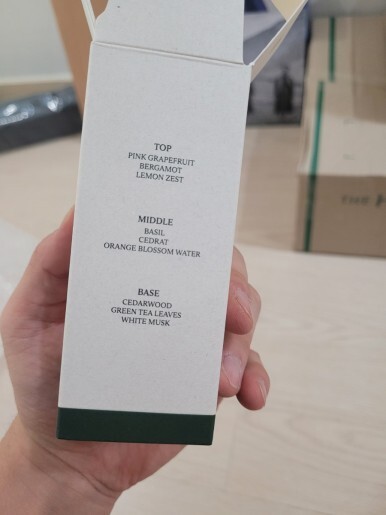 TOP
PINK GRAPEFRUIT
BERGAMOT
LEMON ZEST
MIDDLE
BASIL
CEDRAT
ORANGE BLOSSOM WATER
BASE
CEDARWOOD
GREEN TEA LEAVES
WHITE MUSK
THE